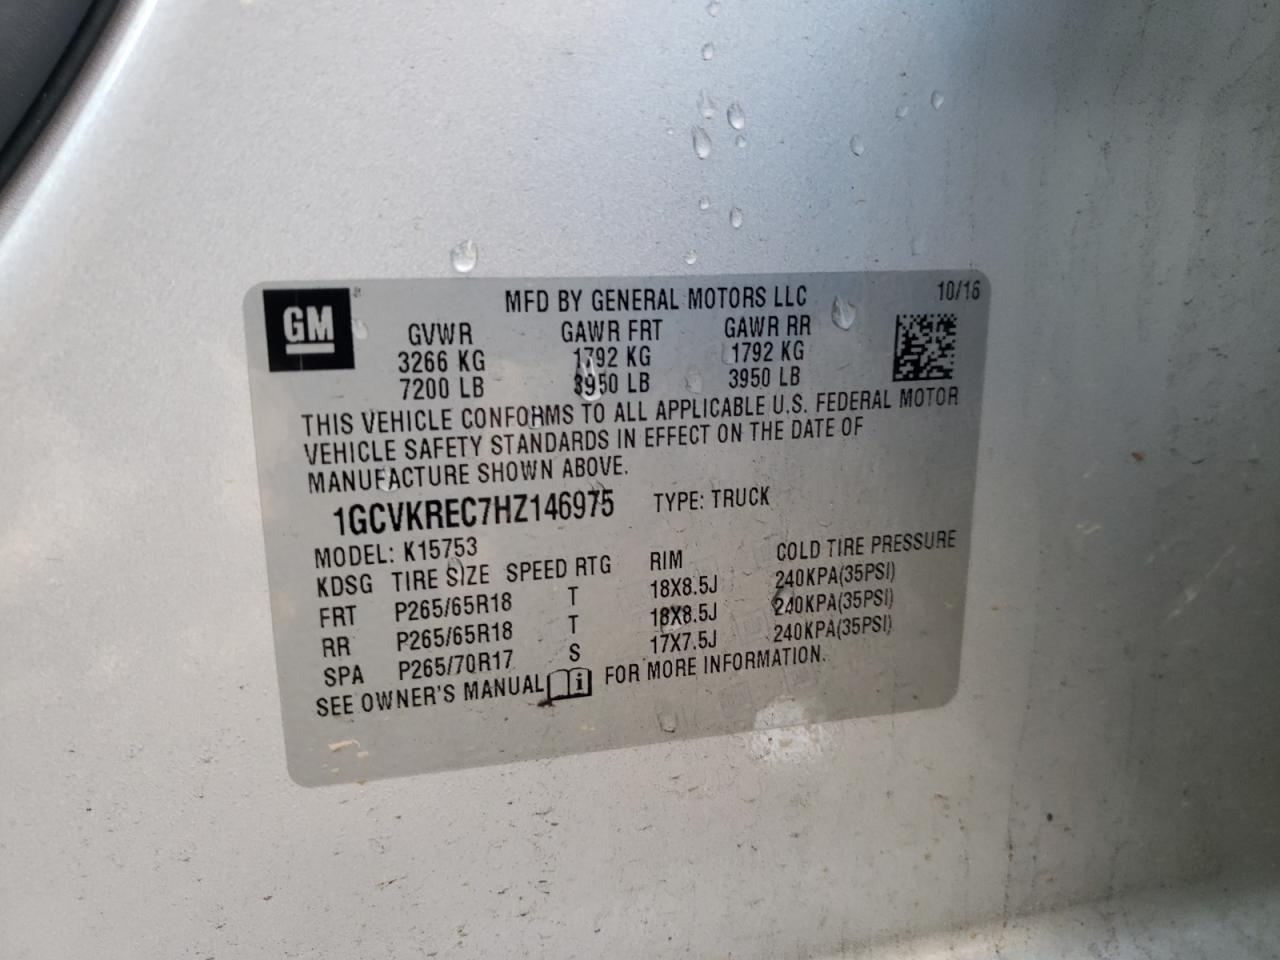 GM
MFD BY GENERAL MOTORS LLC 10/16
GVWR GAWR FRT GAWR RR
3266 KG 1792 KG 1792 KG
7200 LB 3950 LB 3950 LB
THIS VEHICLE CONFORMS TO ALL APPLICABLE U.S. FEDERAL MOTOR
VEHICLE SAFETY STANDARDS IN EFFECT ON THE DATE OF
MANUFACTURE SHOWN ABOVE.
1GCVKREC7HZ146975 TYPE: TRUCK
MODEL: K15753
KDSG TIRE SIZE SPEED RTG RIM COLD TIRE PRESSURE
FRT P265/65R18 T 18X8.5J 240KPA(35PSI)
RR P265/65R18 T 18X8.5J 240KPA(35PSI)
SPA P265/70R17 S 17X7.5J 240KPA(35PSI)
SEE OWNER'S MANUAL i FOR MORE INFORMATION.